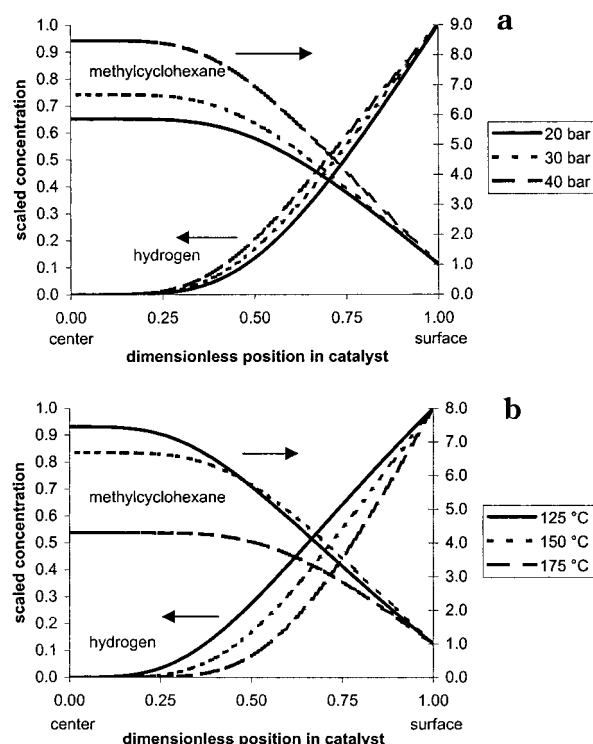 a
1.0
0.9
0.8
0.7
0.6
0.5
0.4
0.3
0.2
0.1
0.0
scaled concentration
methylcyclohexane
hydrogen
9.0
8.0
7.0
6.0
5.0
4.0
3.0
2.0
1.0
0.0
20 bar
30 bar
40 bar
0.00 0.25 0.50 0.75 1.00
center surface
dimensionless position in catalyst
b
1.0
0.9
0.8
0.7
0.6
0.5
0.4
0.3
0.2
0.1
0.0
scaled concentration
methylcyclohexane
hydrogen
8.0
7.0
6.0
5.0
4.0
3.0
2.0
1.0
0.0
125 °C
150 °C
175 °C
0.00 0.25 0.50 0.75 1.00
center surface
dimensionless position in catalyst